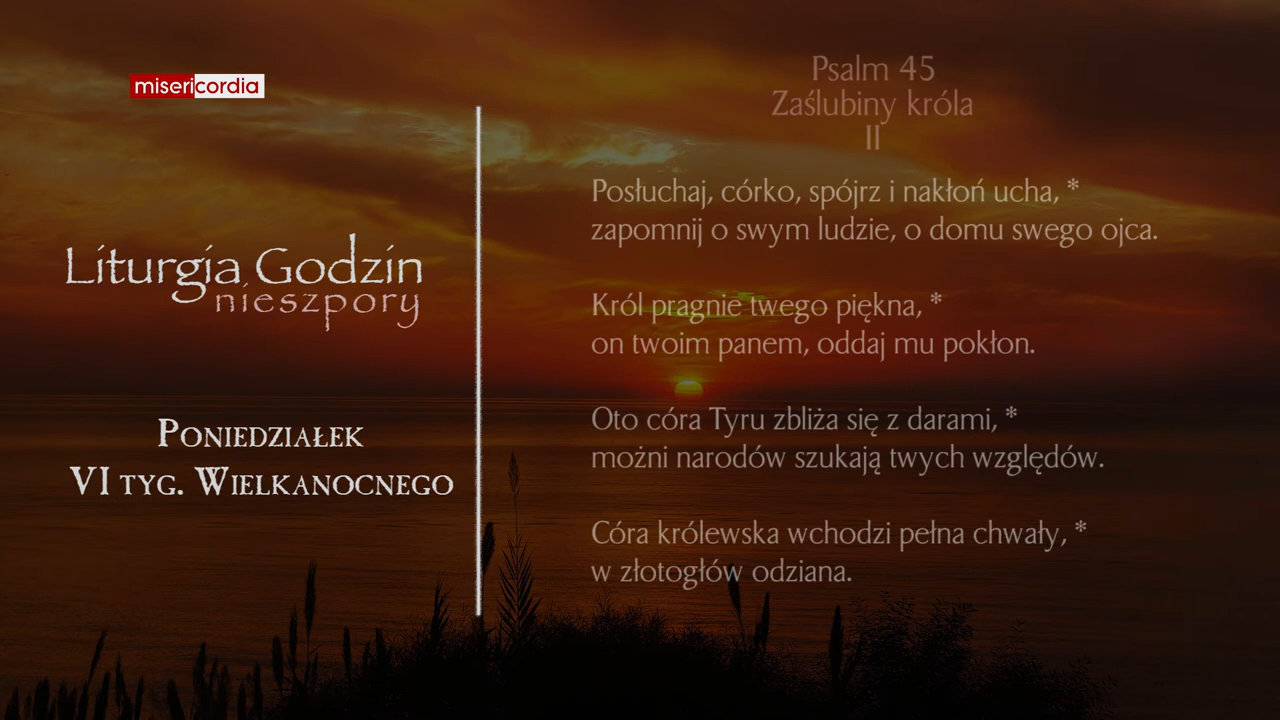 misericordia
Liturgia Godzin
nieszpory
Poniedziałek
VI tyg. Wielkanocnego
Psalm 45
Zaślubiny króla
II
Posłuchaj, córko, spójrz i nakłoń ucha, *
zapomnij o swym ludzie, o domu swego ojca.
Król pragnie twego piękna, *
on twoim panem, oddaj mu pokłon.
Oto córa Tyru zbliża się z darami, *
możni narodów szukają twych względów.
Córa królewska wchodzi pełna chwały, *
w złotogłów odziana.